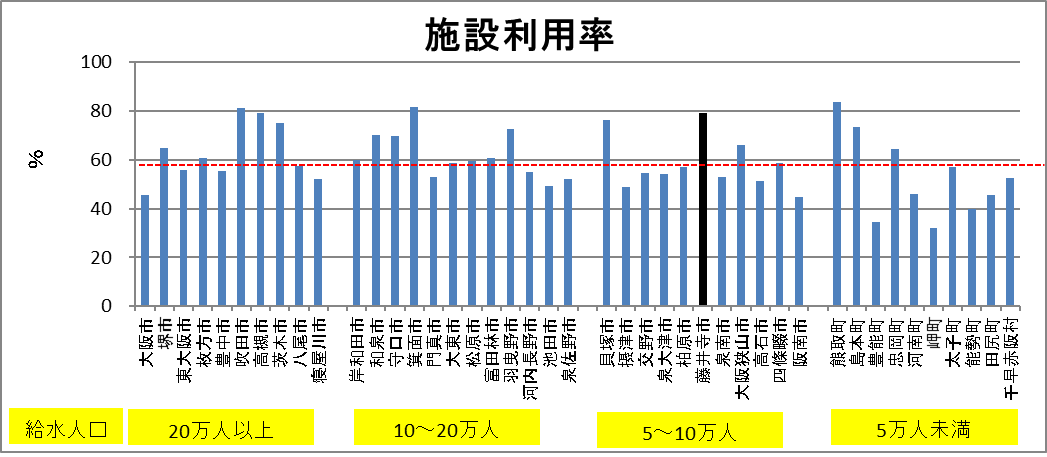 施設利用率
%
100
80
60
40
20
0
大阪市
堺市
東大阪市
枚方市
豊中市
吹田市
高槻市
茨木市
八尾市
寝屋川市
岸和田市
和泉市
守口市
箕面市
門真市
大東市
松原市
富田林市
羽曳野市
河内長野市
池田市
泉佐野市
貝塚市
摂津市
交野市
泉大津市
柏原市
藤井寺市
泉南市
大阪狭山市
高石市
四條畷市
阪南市
熊取町
島本町
豊能町
忠岡町
河南町
岬町
太子町
能勢町
田尻町
千早赤阪村
給水人口
20万人以上
10～20万人
5～10万人
5万人未満